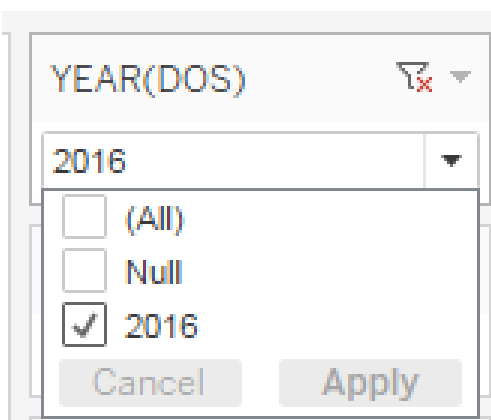 YEAR(DOS)
2016
(All)
Null
2016
Cancel Apply